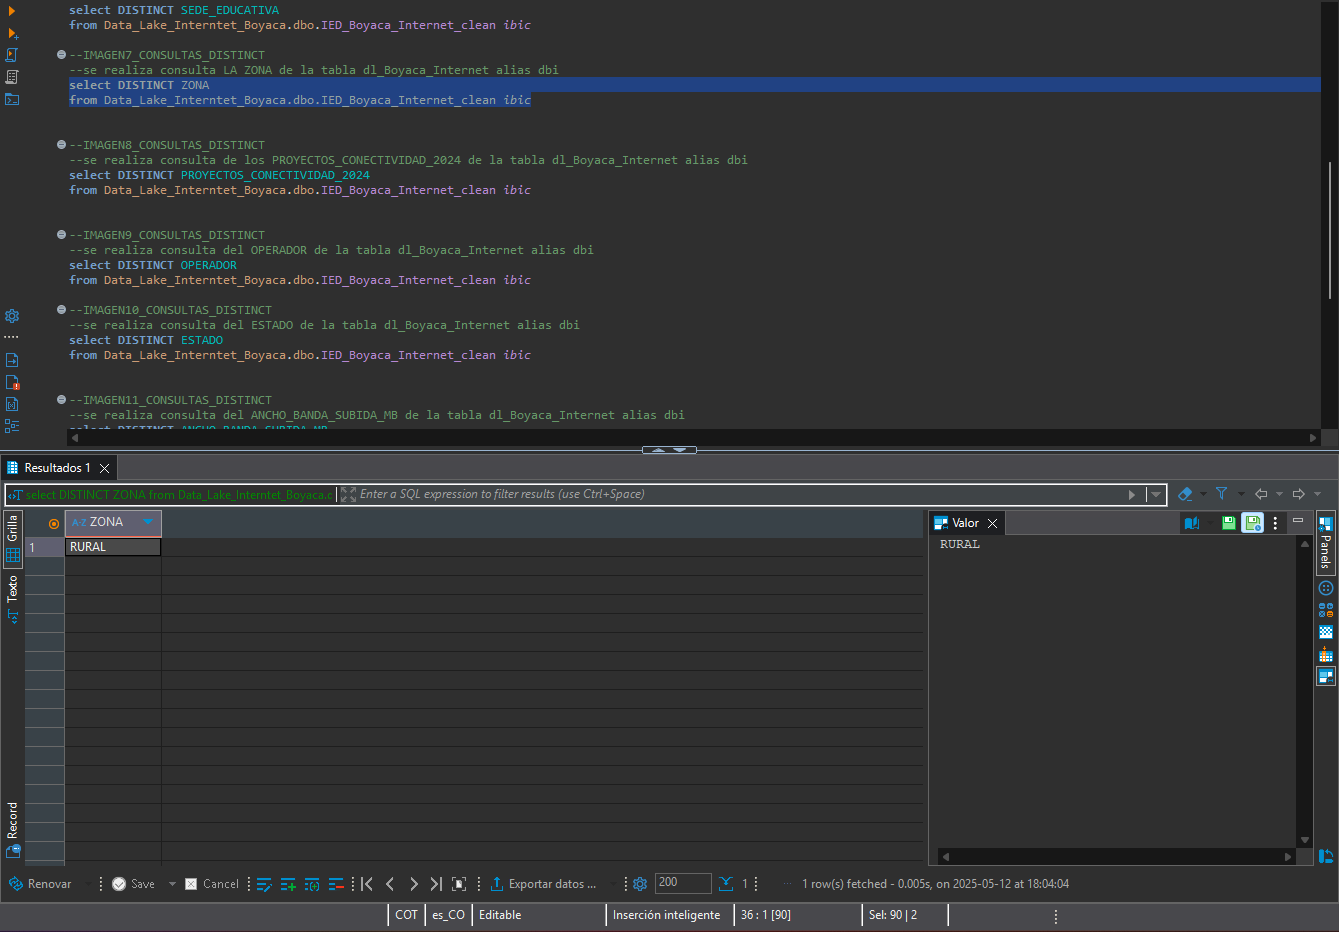 select DISTINCT SEDE_EDUCATIVA
from Data_Lake_Interntet_Boyaca.dbo.IED_Boyaca_Internet_clean ibic
--IMAGEN7_CONSULTAS_DISTINCT
--se realiza consulta LA ZONA de la tabla dl_Boyaca_Internet alias dbi
select DISTINCT ZONA
from Data_Lake_Interntet_Boyaca.dbo.IED_Boyaca_Internet_clean ibic
--IMAGEN8_CONSULTAS_DISTINCT
--se realiza consulta de los PROYECTOS_CONECTIVIDAD_2024 de la tabla dl_Boyaca_Internet alias dbi
select DISTINCT PROYECTOS_CONECTIVIDAD_2024
from Data_Lake_Interntet_Boyaca.dbo.IED_Boyaca_Internet_clean ibic
--IMAGEN9_CONSULTAS_DISTINCT
--se realiza consulta del OPERADOR de la tabla dl_Boyaca_Internet alias dbi
select DISTINCT OPERADOR
from Data_Lake_Interntet_Boyaca.dbo.IED_Boyaca_Internet_clean ibic
--IMAGEN10_CONSULTAS_DISTINCT
--se realiza consulta del ESTADO de la tabla dl_Boyaca_Internet alias dbi
select DISTINCT ESTADO
from Data_Lake_Interntet_Boyaca.dbo.IED_Boyaca_Internet_clean ibic
--IMAGEN11_CONSULTAS_DISTINCT
--se realiza consulta del ANCHO_BANDA_SUBIDA_MB de la tabla dl_Boyaca_Internet alias dbi
select DISTINCT ANCHO_BANDA_SUBIDA_MB
Resultados 1
select DISTINCT ZONA from Data_Lake_Interntet_Boyaca.c
Enter a SQL expression to filter results (use Ctrl+Space)
Grilla
Texto
Record
A-Z ZONA
1 RURAL
Valor
RURAL
Panels
Renovar Save Cancel Exportar datos ... 200 1 1 row(s) fetched - 0.005s, on 2025-05-12 at 18:04:04
COT es_CO Editable Inserción inteligente 36 : 1 [90] Sel: 90 | 2